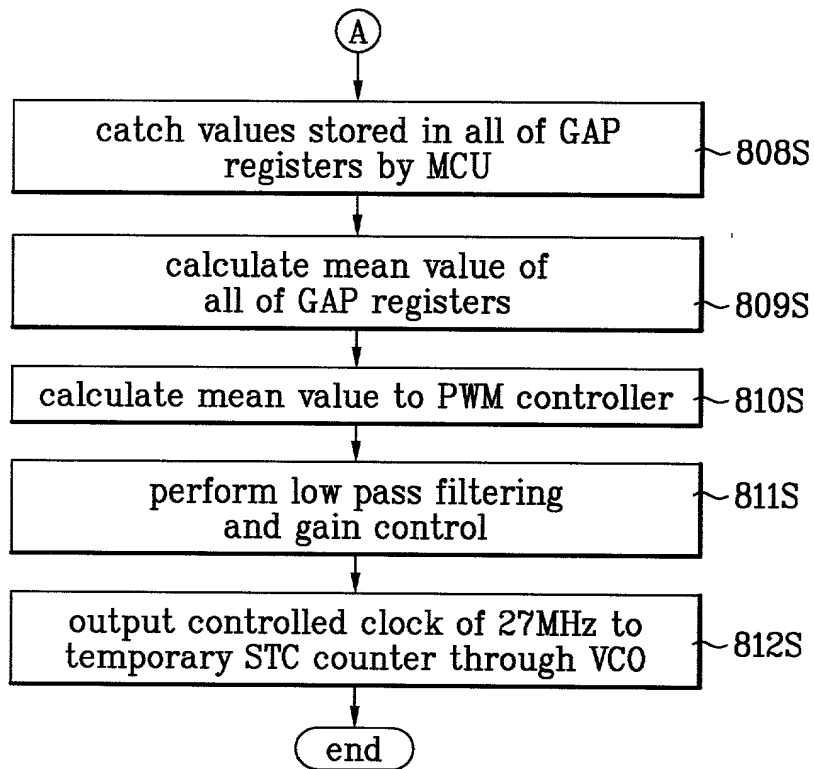 A
catch values stored in all of GAP
registers by MCU
808S
calculate mean value of
all of GAP registers
809S
calculate mean value to PWM controller
810S
perform low pass filtering
and gain control
811S
output controlled clock of 27MHz to
temporary STC counter through VCO
812S
end